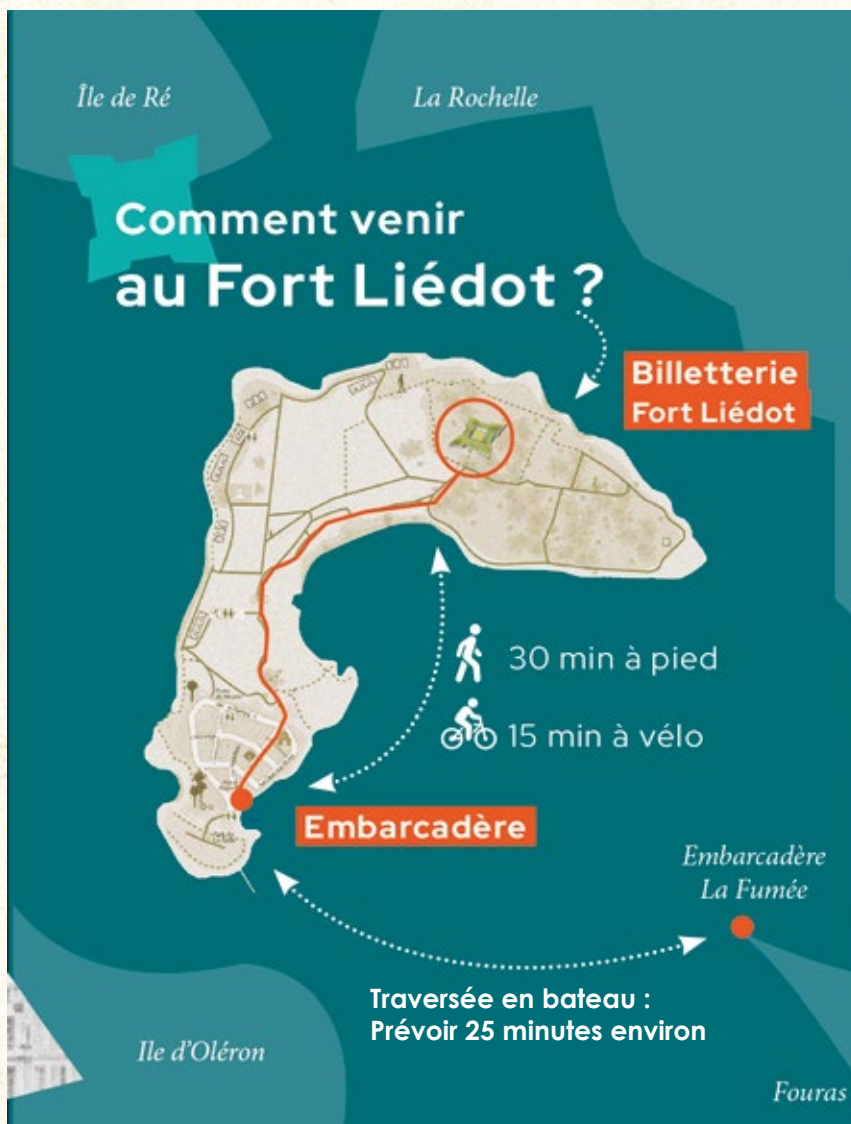 Île de Ré
La Rochelle
Comment venir
au Fort Liédot ?
Billetterie
Fort Liédot
30 min à pied
15 min à vélo
Embarcadère
Embarcadère
La Fumée
Traversée en bateau :
Prévoir 25 minutes environ
Ile d'Oléron
Fouras